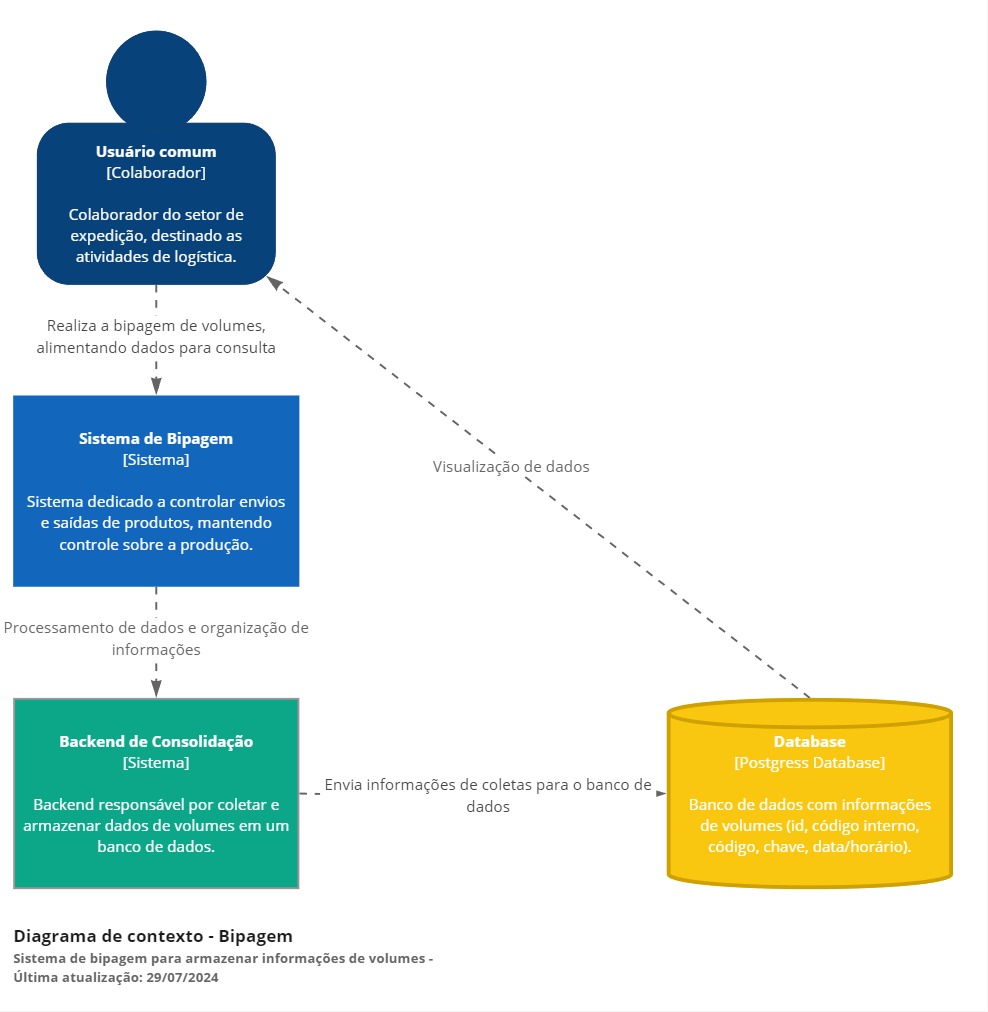 Usuário comum
[Colaborador]
Colaborador do setor de
expedição, destinado as
atividades de logística.
Realiza a bipagem de volumes,
alimentando dados para consulta
Sistema de Bipagem
[Sistema]
Sistema dedicado a controlar envios
e saídas de produtos, mantendo
controle sobre a produção.
Visualização de dados
Processamento de dados e organização de
informações
Backend de Consolidação
[Sistema]
Backend responsável por coletar e
armazenar dados de volumes em um
banco de dados.
Envia informações de coletas para o banco de
dados
Database
[Postgress Database]
Banco de dados com informações
de volumes (id, código interno,
código, chave, data/horário).
Diagrama de contexto - Bipagem
Sistema de bipagem para armazenar informações de volumes -
Última atualização: 29/07/2024